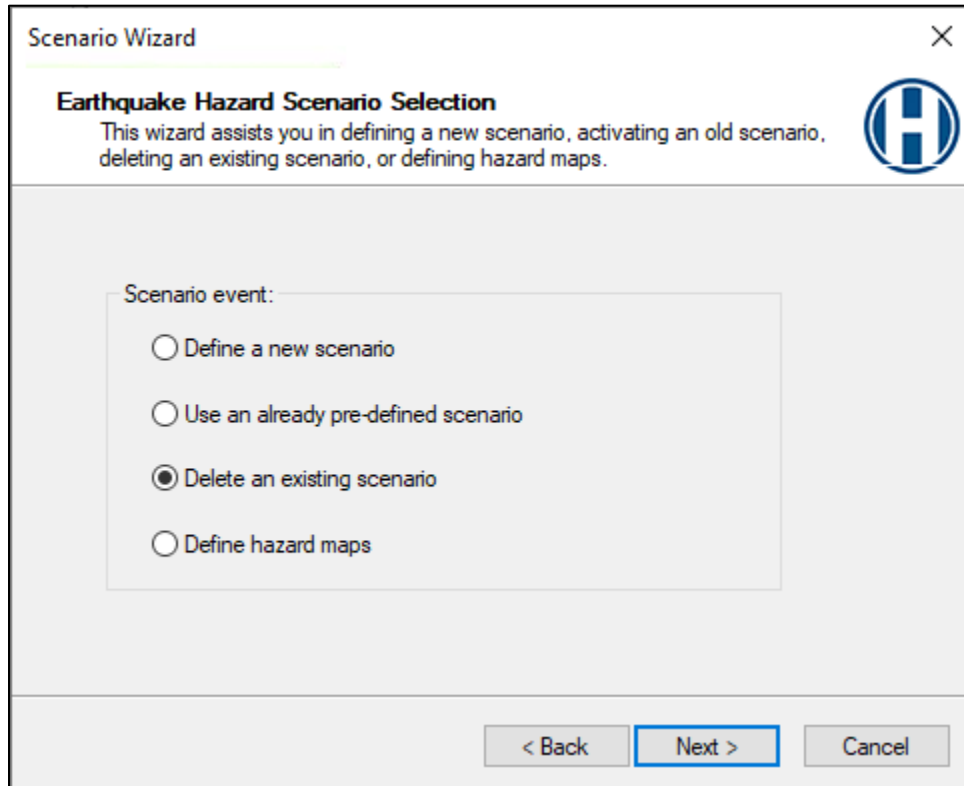 Scenario Wizard
Earthquake Hazard Scenario Selection
This wizard assists you in defining a new scenario, activating an old scenario,
deleting an existing scenario, or defining hazard maps.
Scenario event:
Define a new scenario
Use an already pre-defined scenario
Delete an existing scenario
Define hazard maps
< Back
Next >
Cancel